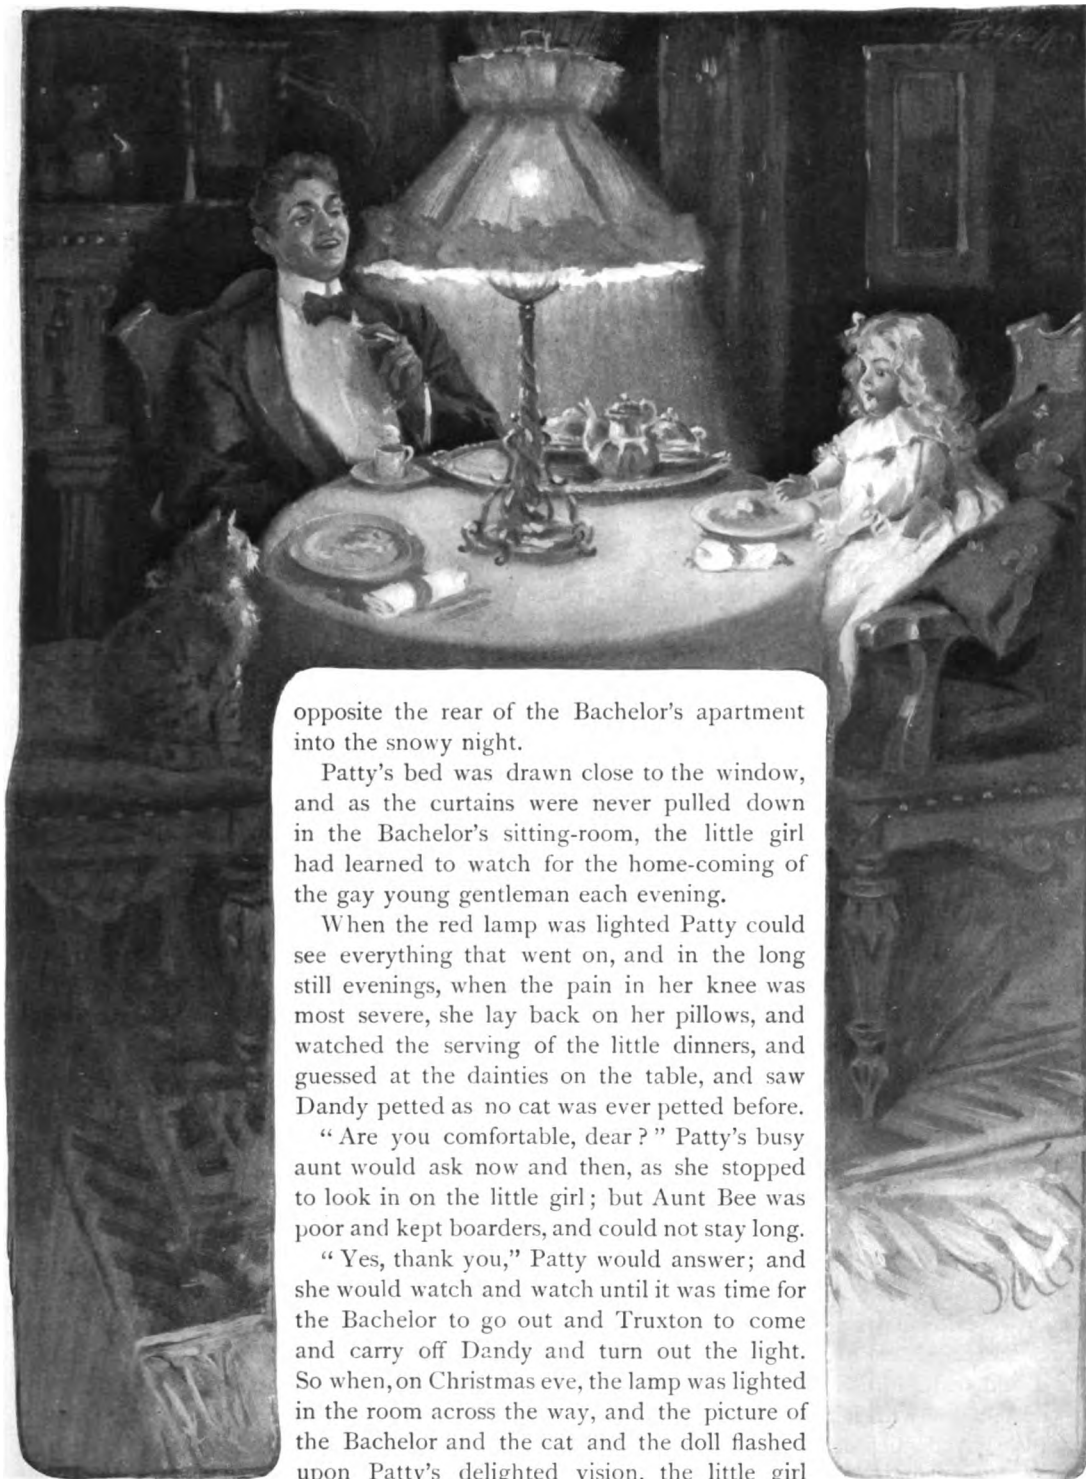 opposite the rear of the Bachelor's apartment
into the snowy night.
Patty's bed was drawn close to the window,
and as the curtains were never pulled down
in the Bachelor's sitting-room, the little girl
had learned to watch for the home-coming of
the gay young gentleman each evening.
When the red lamp was lighted Patty could
see everything that went on, and in the long
still evenings, when the pain in her knee was
most severe, she lay back on her pillows, and
watched the serving of the little dinners, and
guessed at the dainties on the table, and saw
Dandy petted as no cat was ever petted before.
"Are you comfortable, dear?" Patty's busy
aunt would ask now and then, as she stopped
to look in on the little girl; but Aunt Bee was
poor and kept boarders, and could not stay long.
"Yes, thank you," Patty would answer; and
she would watch and watch until it was time for
the Bachelor to go out and Truxton to come
and carry off Dandy and turn out the light.
So when, on Christmas eve, the lamp was lighted
in the room across the way, and the picture of
the Bachelor and the cat and the doll flashed
upon Patty's delighted vision, the little girl